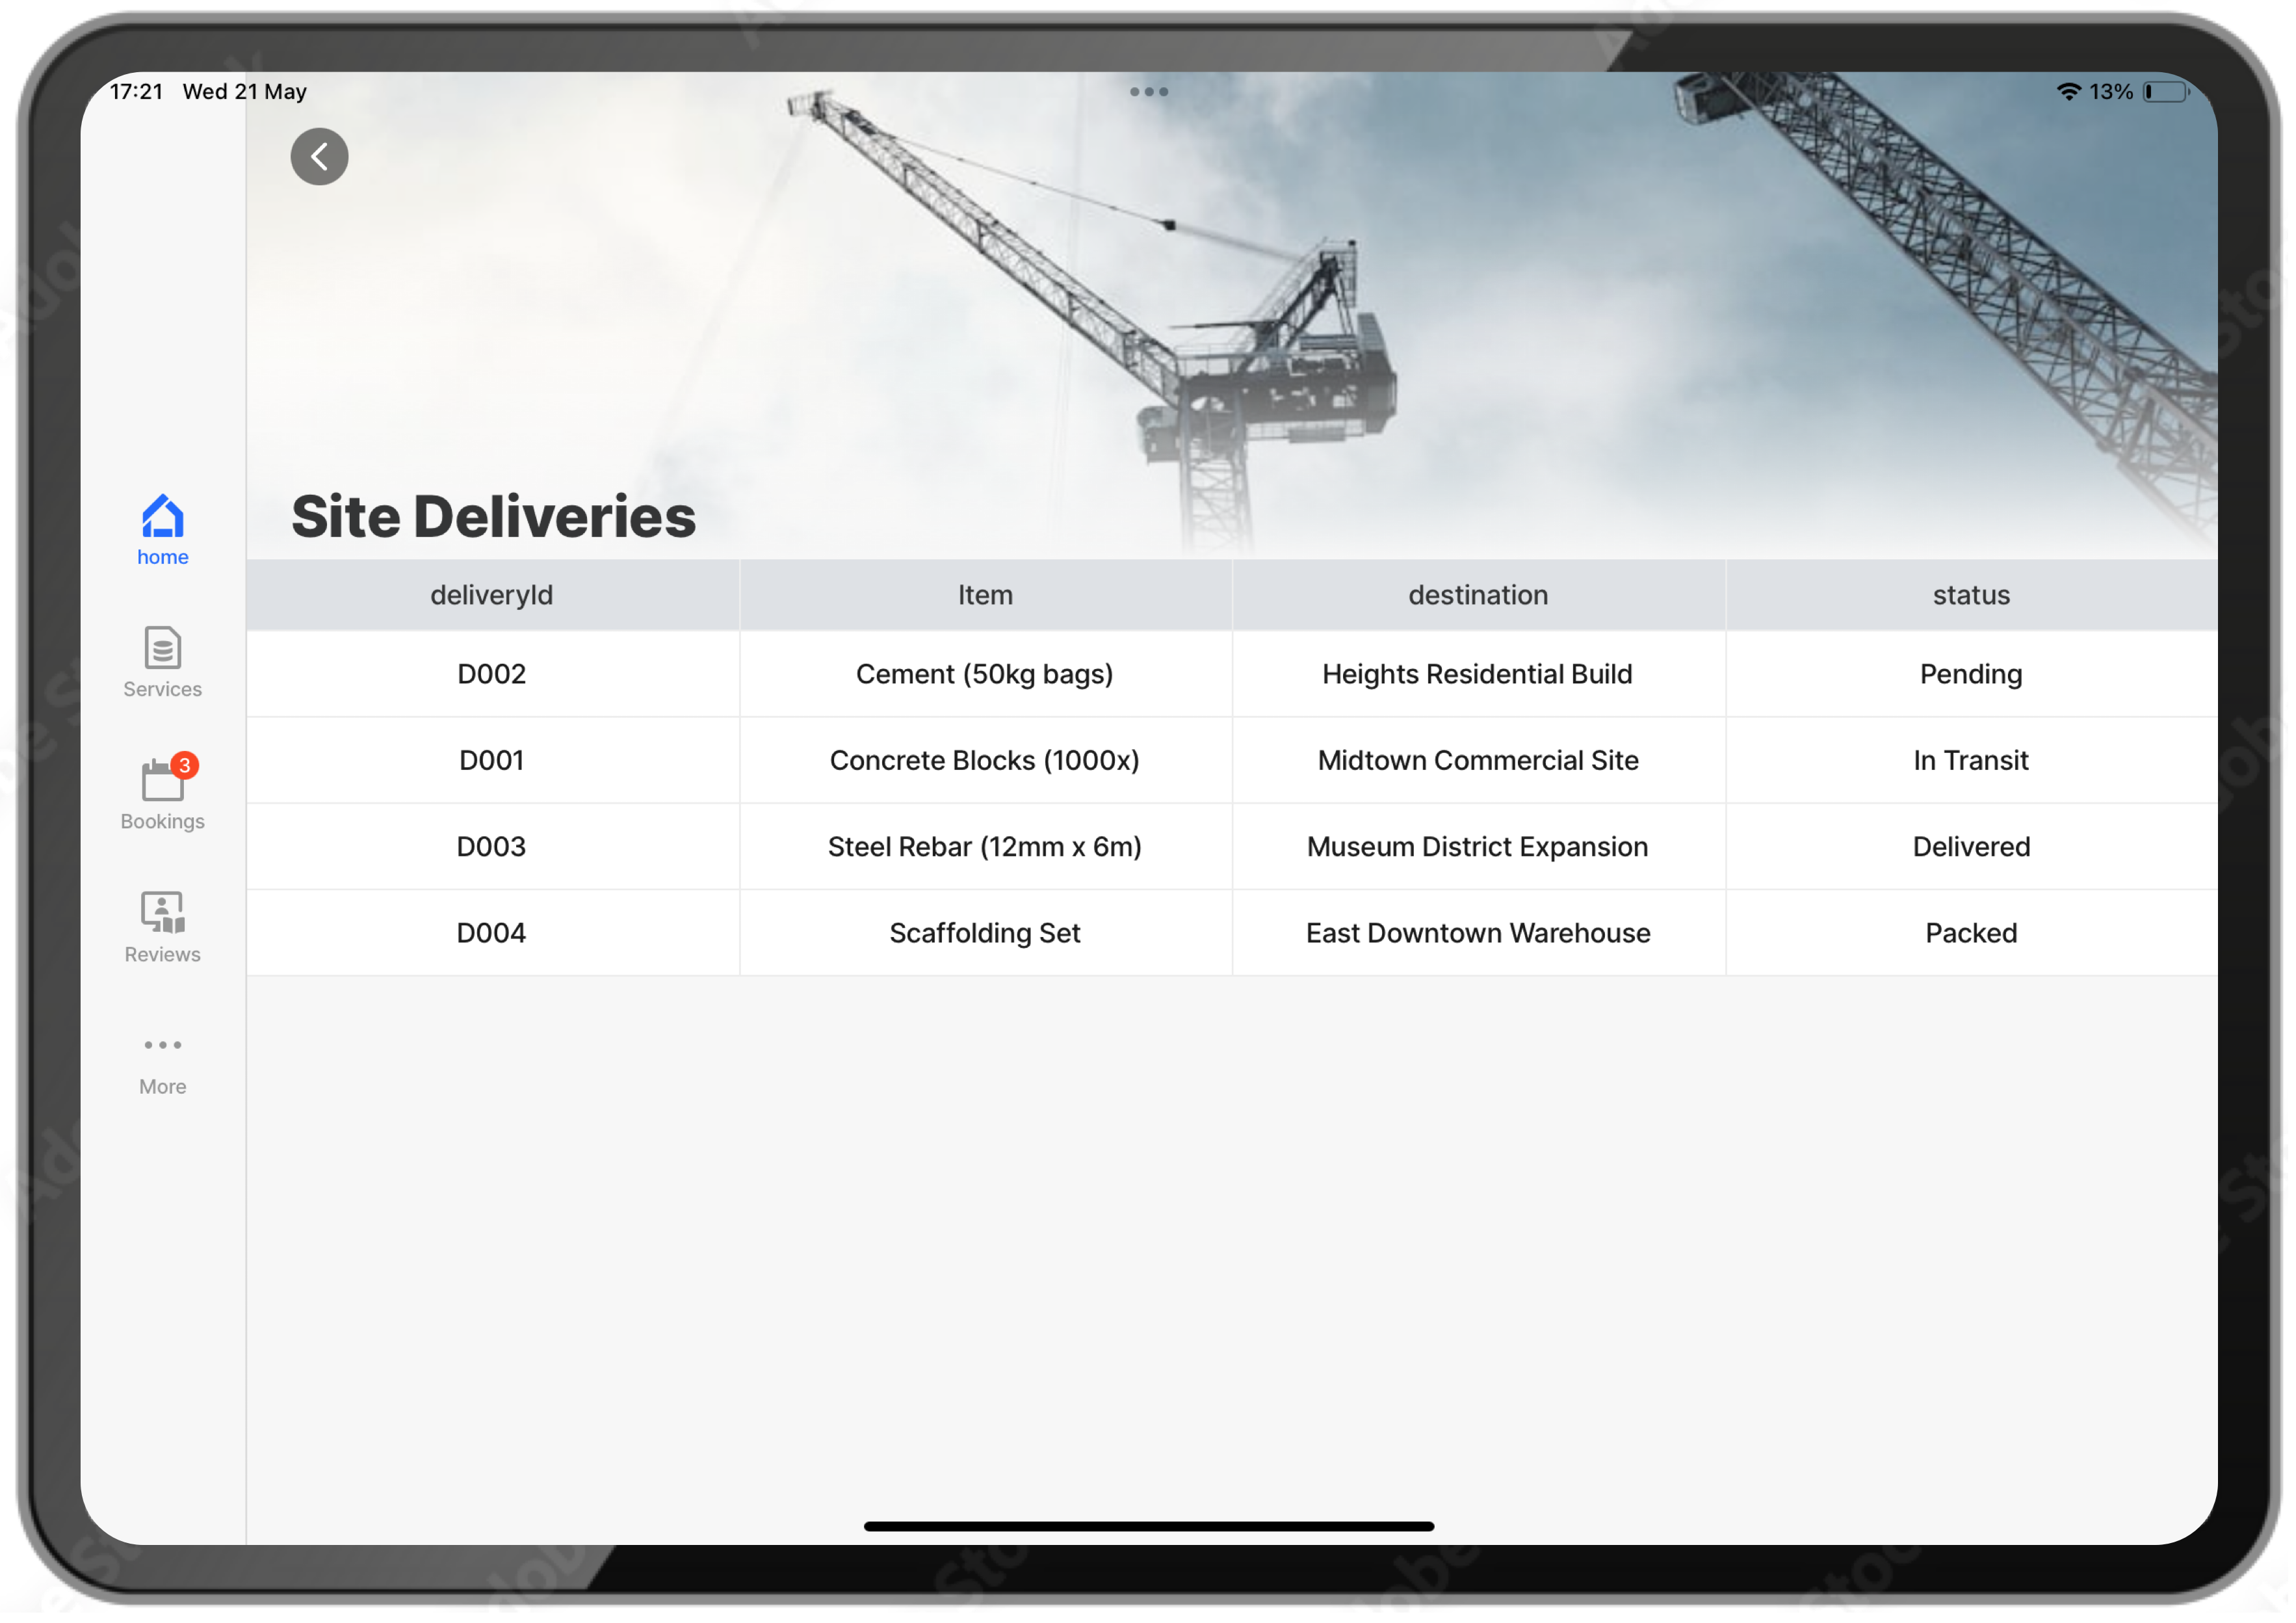 17:21 Wed 21 May
13%
Site Deliveries
home
Services
3
Bookings
Reviews
More
deliveryId Item destination status
D002 Cement (50kg bags) Heights Residential Build Pending
D001 Concrete Blocks (1000x) Midtown Commercial Site In Transit
D003 Steel Rebar (12mm x 6m) Museum District Expansion Delivered
D004 Scaffolding Set East Downtown Warehouse Packed